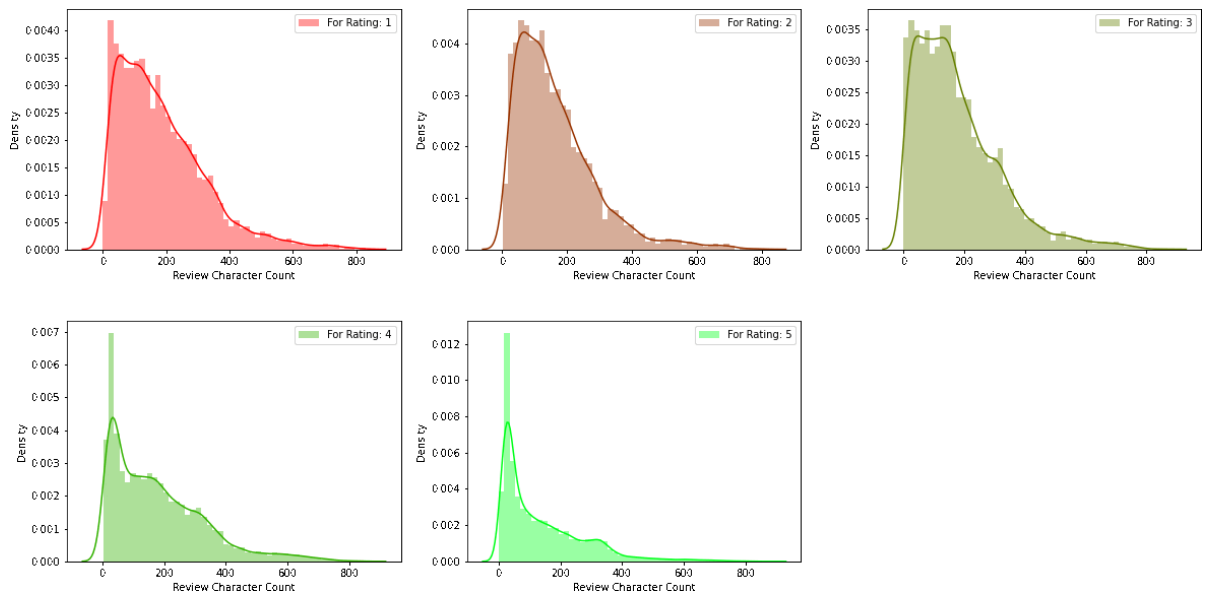 For Rating: 1
0.0040
0.0035
0.0030
0.0025
0.0020
0.0015
0.0010
0.0005
0.0000
Density
0 200 400 600 800
Review Character Count
For Rating: 2
0.004
0.003
0.002
0.001
0.000
Density
0 200 400 600 800
Review Character Count
For Rating: 3
0.0035
0.0030
0.0025
0.0020
0.0015
0.0010
0.0005
0.0000
Density
0 200 400 600 800
Review Character Count
For Rating: 4
0.007
0.006
0.005
0.004
0.003
0.002
0.001
0.000
Density
0 200 400 600 800
Review Character Count
For Rating: 5
0.012
0.010
0.008
0.006
0.004
0.002
0.000
Density
0 200 400 600 800
Review Character Count